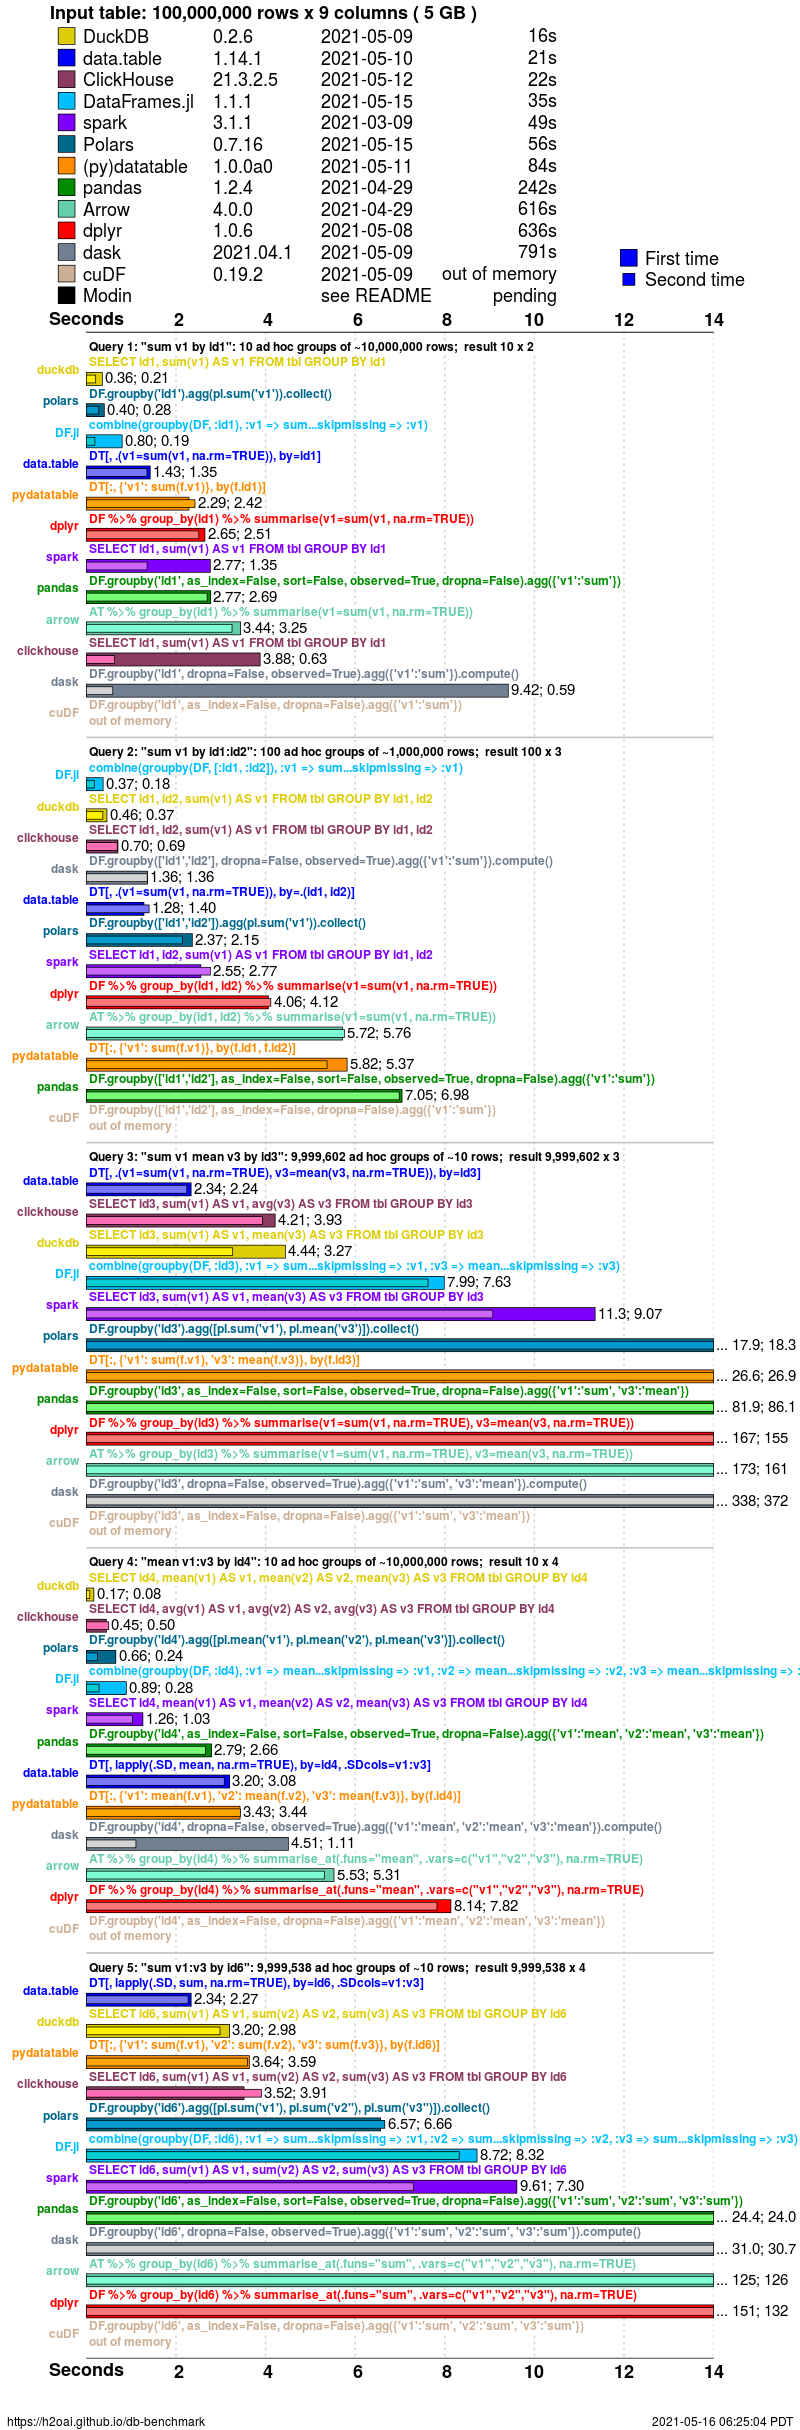 Input table: 100,000,000 rows x 9 columns ( 5 GB )
DuckDB 0.2.6 2021-05-09 16s
data.table 1.14.1 2021-05-10 21s
ClickHouse 21.3.2.5 2021-05-12 22s
DataFrames.jl 1.1.1 2021-05-15 35s
spark 3.1.1 2021-03-09 49s
Polars 0.7.16 2021-05-15 56s
(py)datatable 1.0.0a0 2021-05-11 84s
pandas 1.2.4 2021-04-29 242s
Arrow 4.0.0 2021-04-29 616s
dplyr 1.0.6 2021-05-08 636s
dask 2021.04.1 2021-05-09 791s
cuDF 0.19.2 2021-05-09 out of memory
Modin see README pending
First time
Second time
Seconds 2 4 6 8 10 12 14
Query 1: "sum v1 by id1": 10 ad hoc groups of ~10,000,000 rows; result 10 x 2
SELECT id1, sum(v1) AS v1 FROM tbl GROUP BY id1
duckdb 0.36; 0.21
DF.groupby('id1').agg(pl.sum('v1')).collect()
polars 0.40; 0.28
combine(groupby(DF, :id1), :v1 => sum...skipmissing => :v1)
DF.jl 0.80; 0.19
DT[, .(v1=sum(v1, na.rm=TRUE)), by=id1]
data.table 1.43; 1.35
DT[:, {'v1': sum(f.v1)}, by(f.id1)]
pydatatable 2.29; 2.42
DF %>% group_by(id1) %>% summarise(v1=sum(v1, na.rm=TRUE))
dplyr 2.65; 2.51
SELECT id1, sum(v1) AS v1 FROM tbl GROUP BY id1
spark 2.77; 1.35
DF.groupby('id1', as_index=False, sort=False, observed=True, dropna=False).agg({'v1':'sum'})
pandas 2.77; 2.69
AT %>% group_by(id1) %>% summarise(v1=sum(v1, na.rm=TRUE))
arrow 3.44; 3.25
SELECT id1, sum(v1) AS v1 FROM tbl GROUP BY id1
clickhouse 3.88; 0.63
DF.groupby('id1', dropna=False, observed=True).agg({'v1':'sum'}).compute()
dask 9.42; 0.59
DF.groupby('id1', as_index=False, dropna=False).agg({'v1':'sum'})
cuDF out of memory
Query 2: "sum v1 by id1:id2": 100 ad hoc groups of ~1,000,000 rows; result 100 x 3
combine(groupby(DF, [:id1, :id2]), :v1 => sum...skipmissing => :v1)
DF.jl 0.37; 0.18
SELECT id1, id2, sum(v1) AS v1 FROM tbl GROUP BY id1, id2
duckdb 0.46; 0.37
SELECT id1, id2, sum(v1) AS v1 FROM tbl GROUP BY id1, id2
clickhouse 0.70; 0.69
DF.groupby(['id1','id2'], dropna=False, observed=True).agg({'v1':'sum'}).compute()
dask 1.36; 1.36
DT[, .(v1=sum(v1, na.rm=TRUE)), by=.(id1, id2)]
data.table 1.28; 1.40
DF.groupby(['id1','id2']).agg(pl.sum('v1')).collect()
polars 2.37; 2.15
SELECT id1, id2, sum(v1) AS v1 FROM tbl GROUP BY id1, id2
spark 2.55; 2.77
DF %>% group_by(id1, id2) %>% summarise(v1=sum(v1, na.rm=TRUE))
dplyr 4.06; 4.12
AT %>% group_by(id1, id2) %>% summarise(v1=sum(v1, na.rm=TRUE))
arrow 5.72; 5.76
DT[:, {'v1': sum(f.v1)}, by(f.id1, f.id2)]
pydatatable 5.82; 5.37
DF.groupby(['id1','id2'], as_index=False, sort=False, observed=True, dropna=False).agg({'v1':'sum'})
pandas 7.05; 6.98
DF.groupby(['id1','id2'], as_index=False, dropna=False).agg({'v1':'sum'})
cuDF out of memory
Query 3: "sum v1 mean v3 by id3": 9,999,602 ad hoc groups of ~10 rows; result 9,999,602 x 3
DT[, .(v1=sum(v1, na.rm=TRUE), v3=mean(v3, na.rm=TRUE)), by=id3]
data.table 2.34; 2.24
SELECT id3, sum(v1) AS v1, avg(v3) AS v3 FROM tbl GROUP BY id3
clickhouse 4.21; 3.93
SELECT id3, sum(v1) AS v1, mean(v3) AS v3 FROM tbl GROUP BY id3
duckdb 4.44; 3.27
combine(groupby(DF, :id3), :v1 => sum...skipmissing => :v1, :v3 => mean...skipmissing => :v3)
DF.jl 7.99; 7.63
SELECT id3, sum(v1) AS v1, mean(v3) AS v3 FROM tbl GROUP BY id3
spark 11.3; 9.07
DF.groupby('id3').agg([pl.sum('v1'), pl.mean('v3')]).collect()
polars ... 17.9; 18.3
DT[:, {'v1': sum(f.v1), 'v3': mean(f.v3)}, by(f.id3)]
pydatatable ... 26.6; 26.9
DF.groupby('id3', as_index=False, sort=False, observed=True, dropna=False).agg({'v1':'sum', 'v3':'mean'})
pandas ... 81.9; 86.1
DF %>% group_by(id3) %>% summarise(v1=sum(v1, na.rm=TRUE), v3=mean(v3, na.rm=TRUE))
dplyr ... 167; 155
AT %>% group_by(id3) %>% summarise(v1=sum(v1, na.rm=TRUE), v3=mean(v3, na.rm=TRUE))
arrow ... 173; 161
DF.groupby('id3', dropna=False, observed=True).agg({'v1':'sum', 'v3':'mean'}).compute()
dask ... 338; 372
DF.groupby('id3', as_index=False, dropna=False).agg({'v1':'sum', 'v3':'mean'})
cuDF out of memory
Query 4: "mean v1:v3 by id4": 10 ad hoc groups of ~10,000,000 rows; result 10 x 4
SELECT id4, mean(v1) AS v1, mean(v2) AS v2, mean(v3) AS v3 FROM tbl GROUP BY id4
duckdb 0.17; 0.08
SELECT id4, avg(v1) AS v1, avg(v2) AS v2, avg(v3) AS v3 FROM tbl GROUP BY id4
clickhouse 0.45; 0.50
DF.groupby('id4').agg([pl.mean('v1'), pl.mean('v2'), pl.mean('v3')]).collect()
polars 0.66; 0.24
combine(groupby(DF, :id4), :v1 => mean...skipmissing => :v1, :v2 => mean...skipmissing => :v2, :v3 => mean...skipmissing => :
DF.jl 0.89; 0.28
SELECT id4, mean(v1) AS v1, mean(v2) AS v2, mean(v3) AS v3 FROM tbl GROUP BY id4
spark 1.26; 1.03
DF.groupby('id4', as_index=False, sort=False, observed=True, dropna=False).agg({'v1':'mean', 'v2':'mean', 'v3':'mean'})
pandas 2.79; 2.66
DT[, lapply(.SD, mean, na.rm=TRUE), by=id4, .SDcols=v1:v3]
data.table 3.20; 3.08
DT[:, {'v1': mean(f.v1), 'v2': mean(f.v2), 'v3': mean(f.v3)}, by(f.id4)]
pydatatable 3.43; 3.44
DF.groupby('id4', dropna=False, observed=True).agg({'v1':'mean', 'v2':'mean', 'v3':'mean'}).compute()
dask 4.51; 1.11
AT %>% group_by(id4) %>% summarise_at(.funs="mean", .vars=c("v1","v2","v3"), na.rm=TRUE)
arrow 5.53; 5.31
DF %>% group_by(id4) %>% summarise_at(.funs="mean", .vars=c("v1","v2","v3"), na.rm=TRUE)
dplyr 8.14; 7.82
DF.groupby('id4', as_index=False, dropna=False).agg({'v1':'mean', 'v2':'mean', 'v3':'mean'})
cuDF out of memory
Query 5: "sum v1:v3 by id6": 9,999,538 ad hoc groups of ~10 rows; result 9,999,538 x 4
DT[, lapply(.SD, sum, na.rm=TRUE), by=id6, .SDcols=v1:v3]
data.table 2.34; 2.27
SELECT id6, sum(v1) AS v1, sum(v2) AS v2, sum(v3) AS v3 FROM tbl GROUP BY id6
duckdb 3.20; 2.98
DT[:, {'v1': sum(f.v1), 'v2': sum(f.v2), 'v3': sum(f.v3)}, by(f.id6)]
pydatatable 3.64; 3.59
SELECT id6, sum(v1) AS v1, sum(v2) AS v2, sum(v3) AS v3 FROM tbl GROUP BY id6
clickhouse 3.52; 3.91
DF.groupby('id6').agg([pl.sum('v1'), pl.sum('v2''), pl.sum('v3'')]).collect()
polars 6.57; 6.66
combine(groupby(DF, :id6), :v1 => sum...skipmissing => :v1, :v2 => sum...skipmissing => :v2, :v3 => sum...skipmissing => :v3)
DF.jl 8.72; 8.32
SELECT id6, sum(v1) AS v1, sum(v2) AS v2, sum(v3) AS v3 FROM tbl GROUP BY id6
spark 9.61; 7.30
DF.groupby('id6', as_index=False, sort=False, observed=True, dropna=False).agg({'v1':'sum', 'v2':'sum', 'v3':'sum'})
pandas ... 24.4; 24.0
DF.groupby('id6', dropna=False, observed=True).agg({'v1':'sum', 'v2':'sum', 'v3':'sum'}).compute()
dask ... 31.0; 30.7
AT %>% group_by(id6) %>% summarise_at(.funs="sum", .vars=c("v1","v2","v3"), na.rm=TRUE)
arrow ... 125; 126
DF %>% group_by(id6) %>% summarise_at(.funs="sum", .vars=c("v1","v2","v3"), na.rm=TRUE)
dplyr ... 151; 132
DF.groupby('id6', as_index=False, dropna=False).agg({'v1':'sum', 'v2':'sum', 'v3':'sum'})
cuDF out of memory
Seconds 2 4 6 8 10 12 14
https://h2oai.github.io/db-benchmark 2021-05-16 06:25:04 PDT